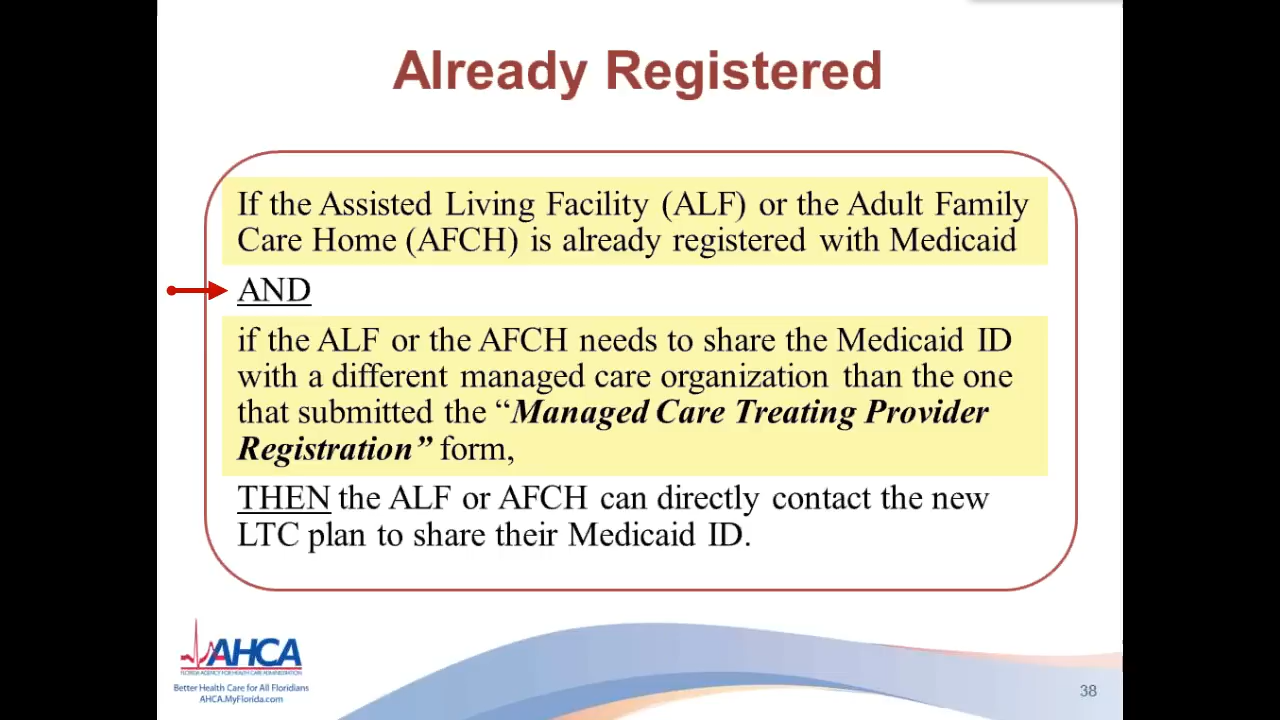 Already Registered
If the Assisted Living Facility (ALF) or the Adult Family
Care Home (AFCH) is already registered with Medicaid
AND
if the ALF or the AFCH needs to share the Medicaid ID
with a different managed care organization than the one
that submitted the “Managed Care Treating Provider
Registration” form,
THEN the ALF or AFCH can directly contact the new
LTC plan to share their Medicaid ID.
AHCA
FLORIDA AGENCY FOR HEALTH CARE ADMINISTRATION
Better Health Care for All Floridians
AHCA.MyFlorida.com
38